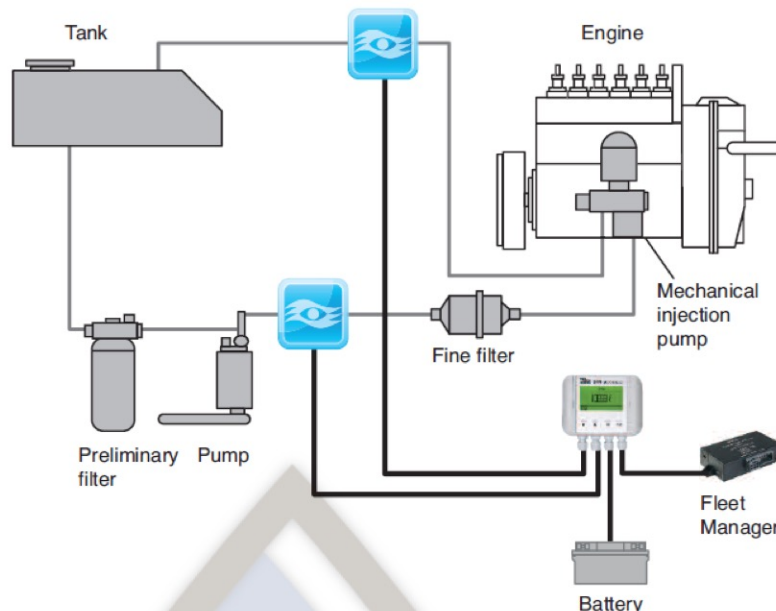 Tank
Engine
Mechanical
injection
pump
Fine filter
Preliminary
filter
Pump
Fleet
Manager
Battery